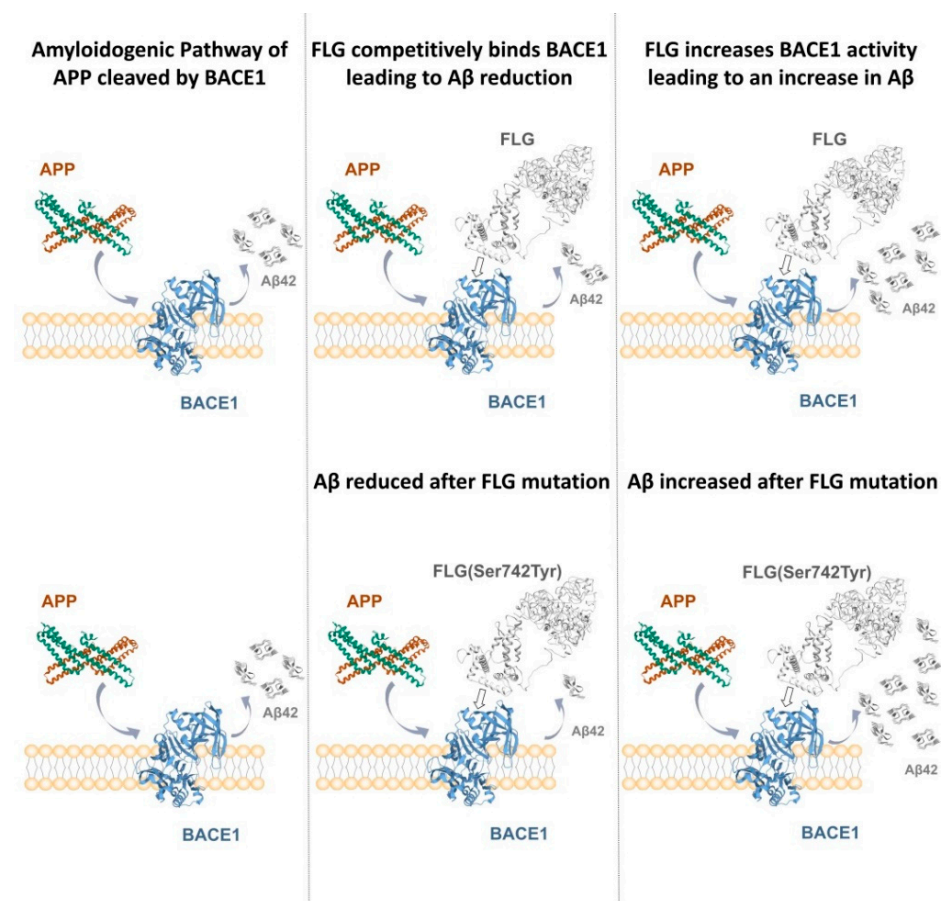 Amyloidogenic Pathway of
APP cleaved by BACE1
APP
Aβ42
BACE1
FLG competitively binds BACE1
leading to Aβ reduction
FLG
APP
Aβ42
BACE1
FLG increases BACE1 activity
leading to an increase in Aβ
FLG
APP
Aβ42
BACE1
APP
Aβ42
BACE1
Aβ reduced after FLG mutation
FLG(Ser742Tyr)
APP
Aβ42
BACE1
Aβ increased after FLG mutation
FLG(Ser742Tyr)
APP
Aβ42
BACE1